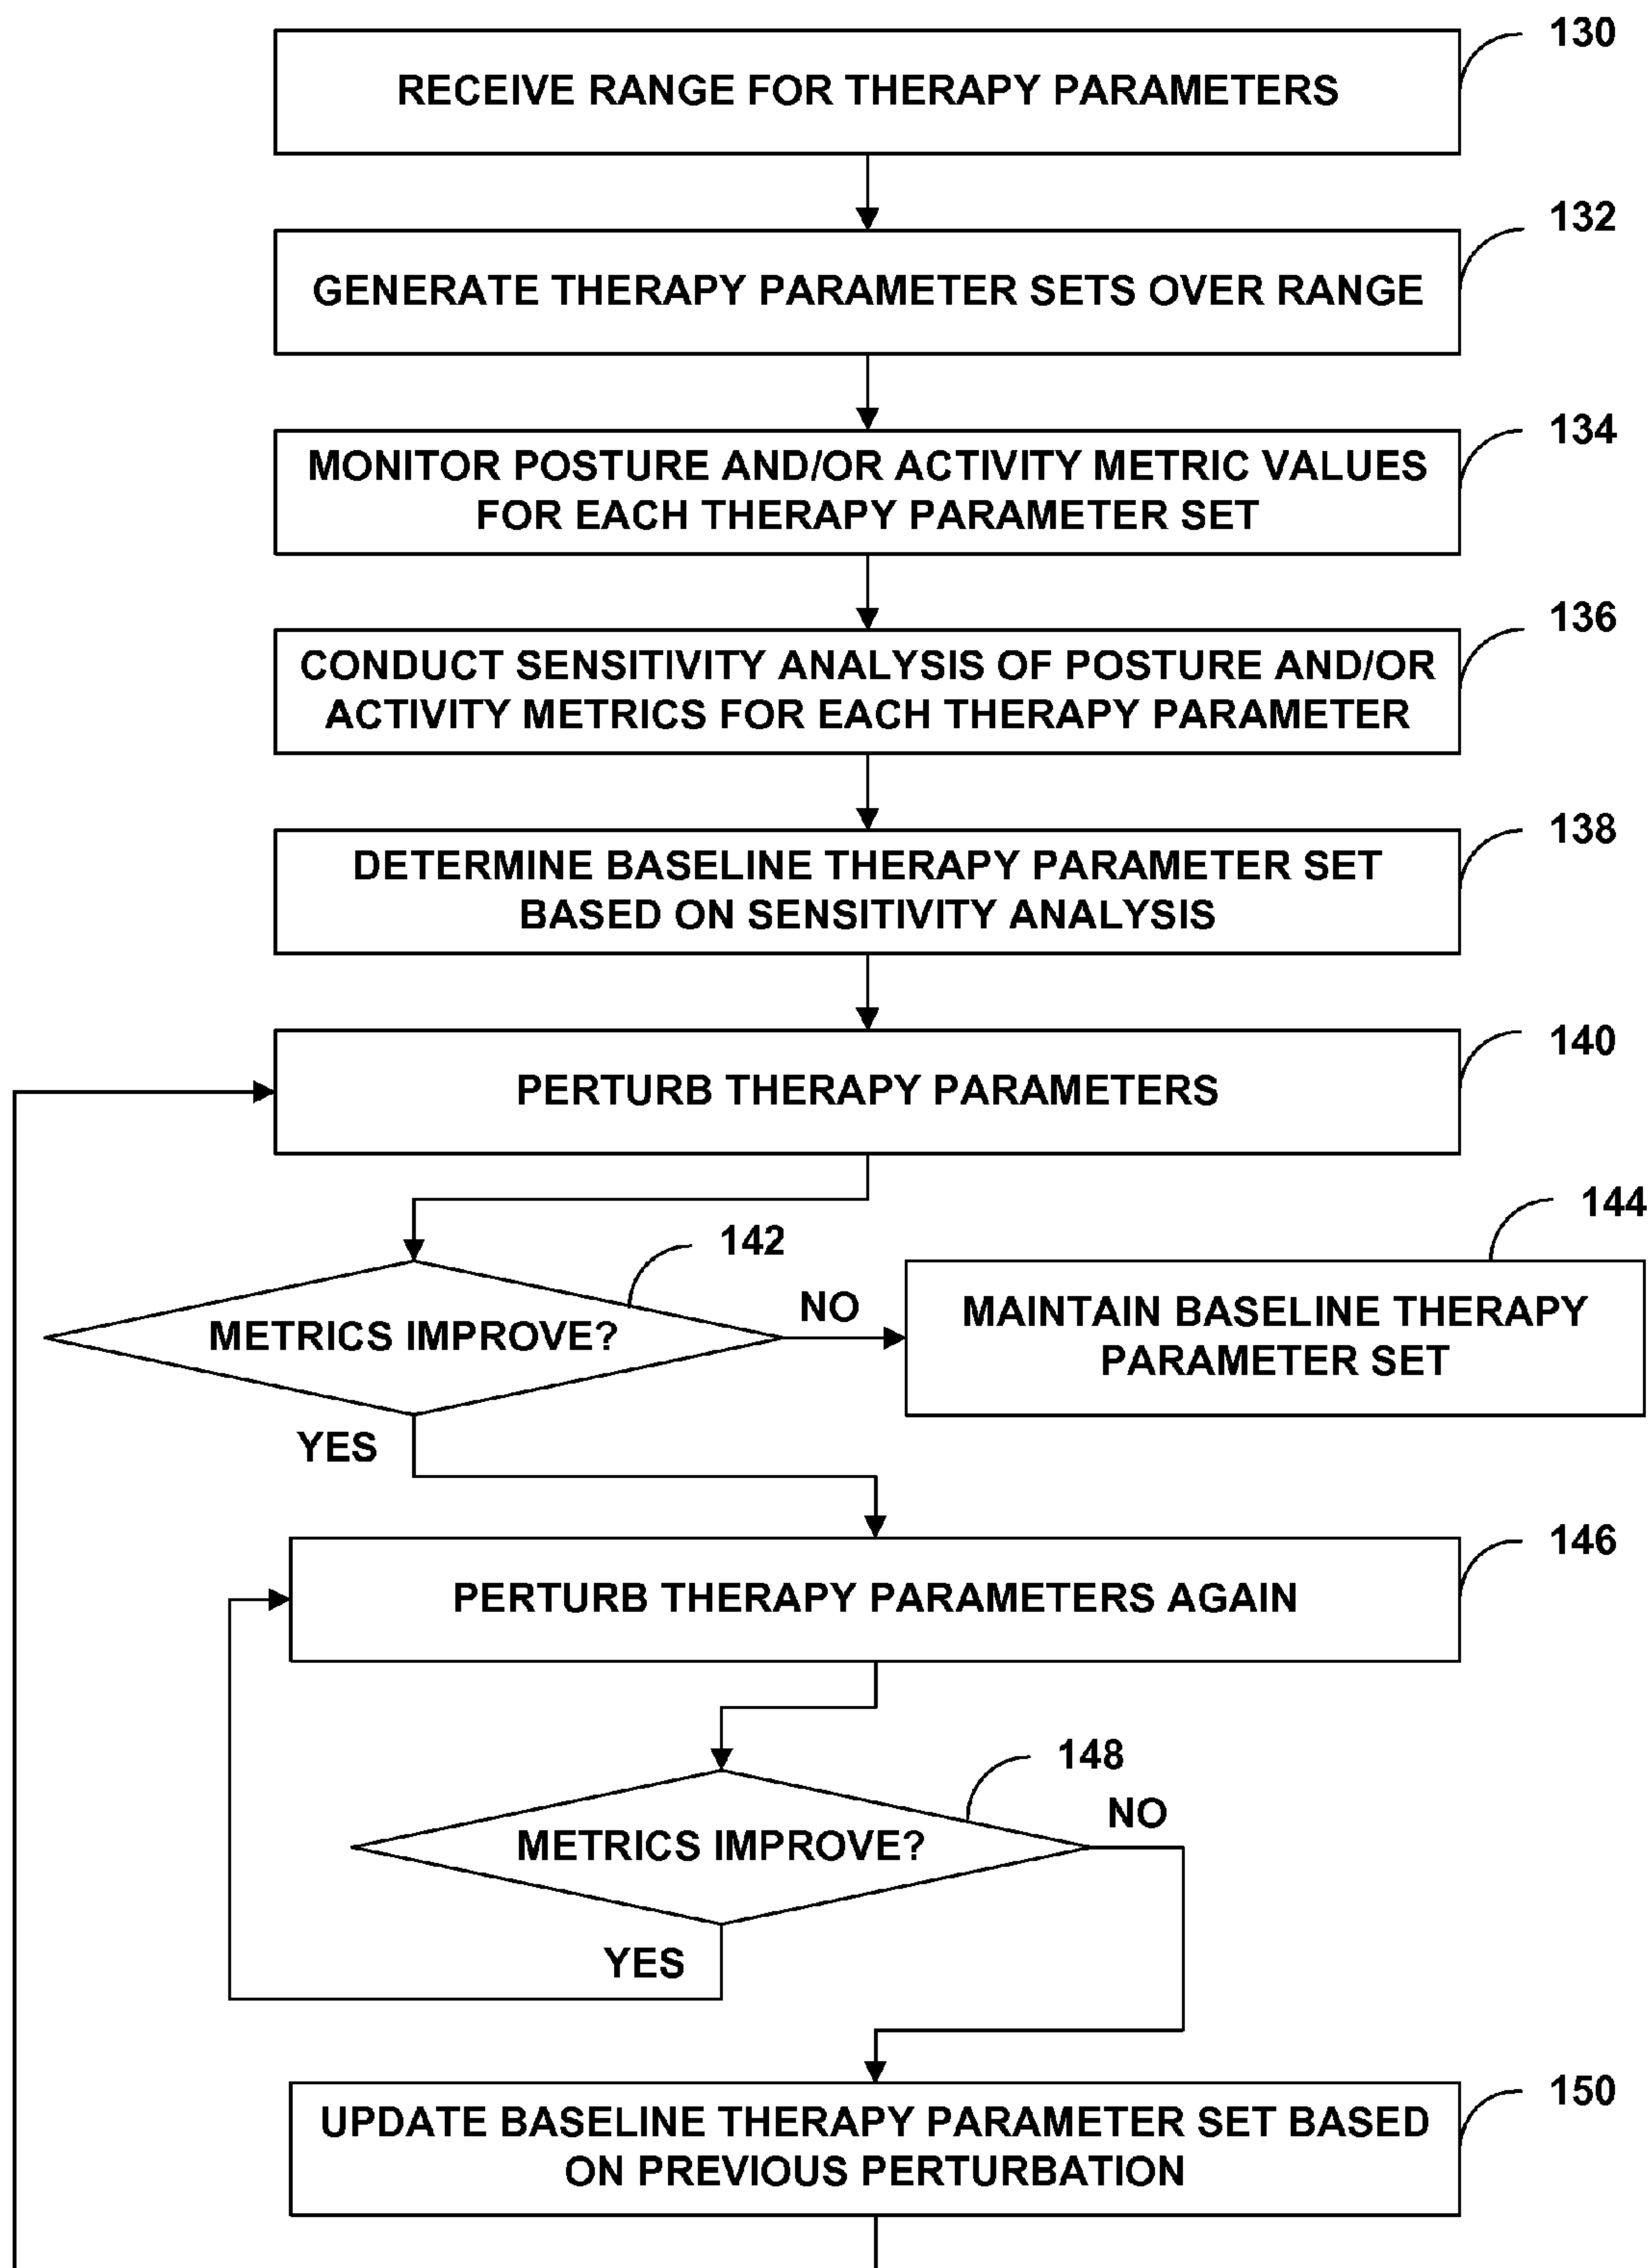 130
RECEIVE RANGE FOR THERAPY PARAMETERS
132
GENERATE THERAPY PARAMETER SETS OVER RANGE
134
MONITOR POSTURE AND/OR ACTIVITY METRIC VALUES
FOR EACH THERAPY PARAMETER SET
136
CONDUCT SENSITIVITY ANALYSIS OF POSTURE AND/OR
ACTIVITY METRICS FOR EACH THERAPY PARAMETER
138
DETERMINE BASELINE THERAPY PARAMETER SET
BASED ON SENSITIVITY ANALYSIS
140
PERTURB THERAPY PARAMETERS
142
METRICS IMPROVE?
NO
144
MAINTAIN BASELINE THERAPY
PARAMETER SET
YES
146
PERTURB THERAPY PARAMETERS AGAIN
148
METRICS IMPROVE?
NO
YES
150
UPDATE BASELINE THERAPY PARAMETER SET BASED
ON PREVIOUS PERTURBATION